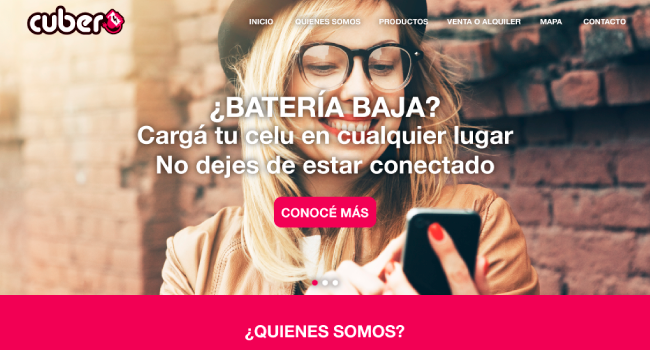 cuber
INICIO QUIENES SOMOS PRODUCTOS VENTA O ALQUILER MAPA CONTACTO
¿BATERÍA BAJA?
Cargá tu celu en cualquier lugar
No dejes de estar conectado
CONOCÉ MÁS
¿QUIENES SOMOS?